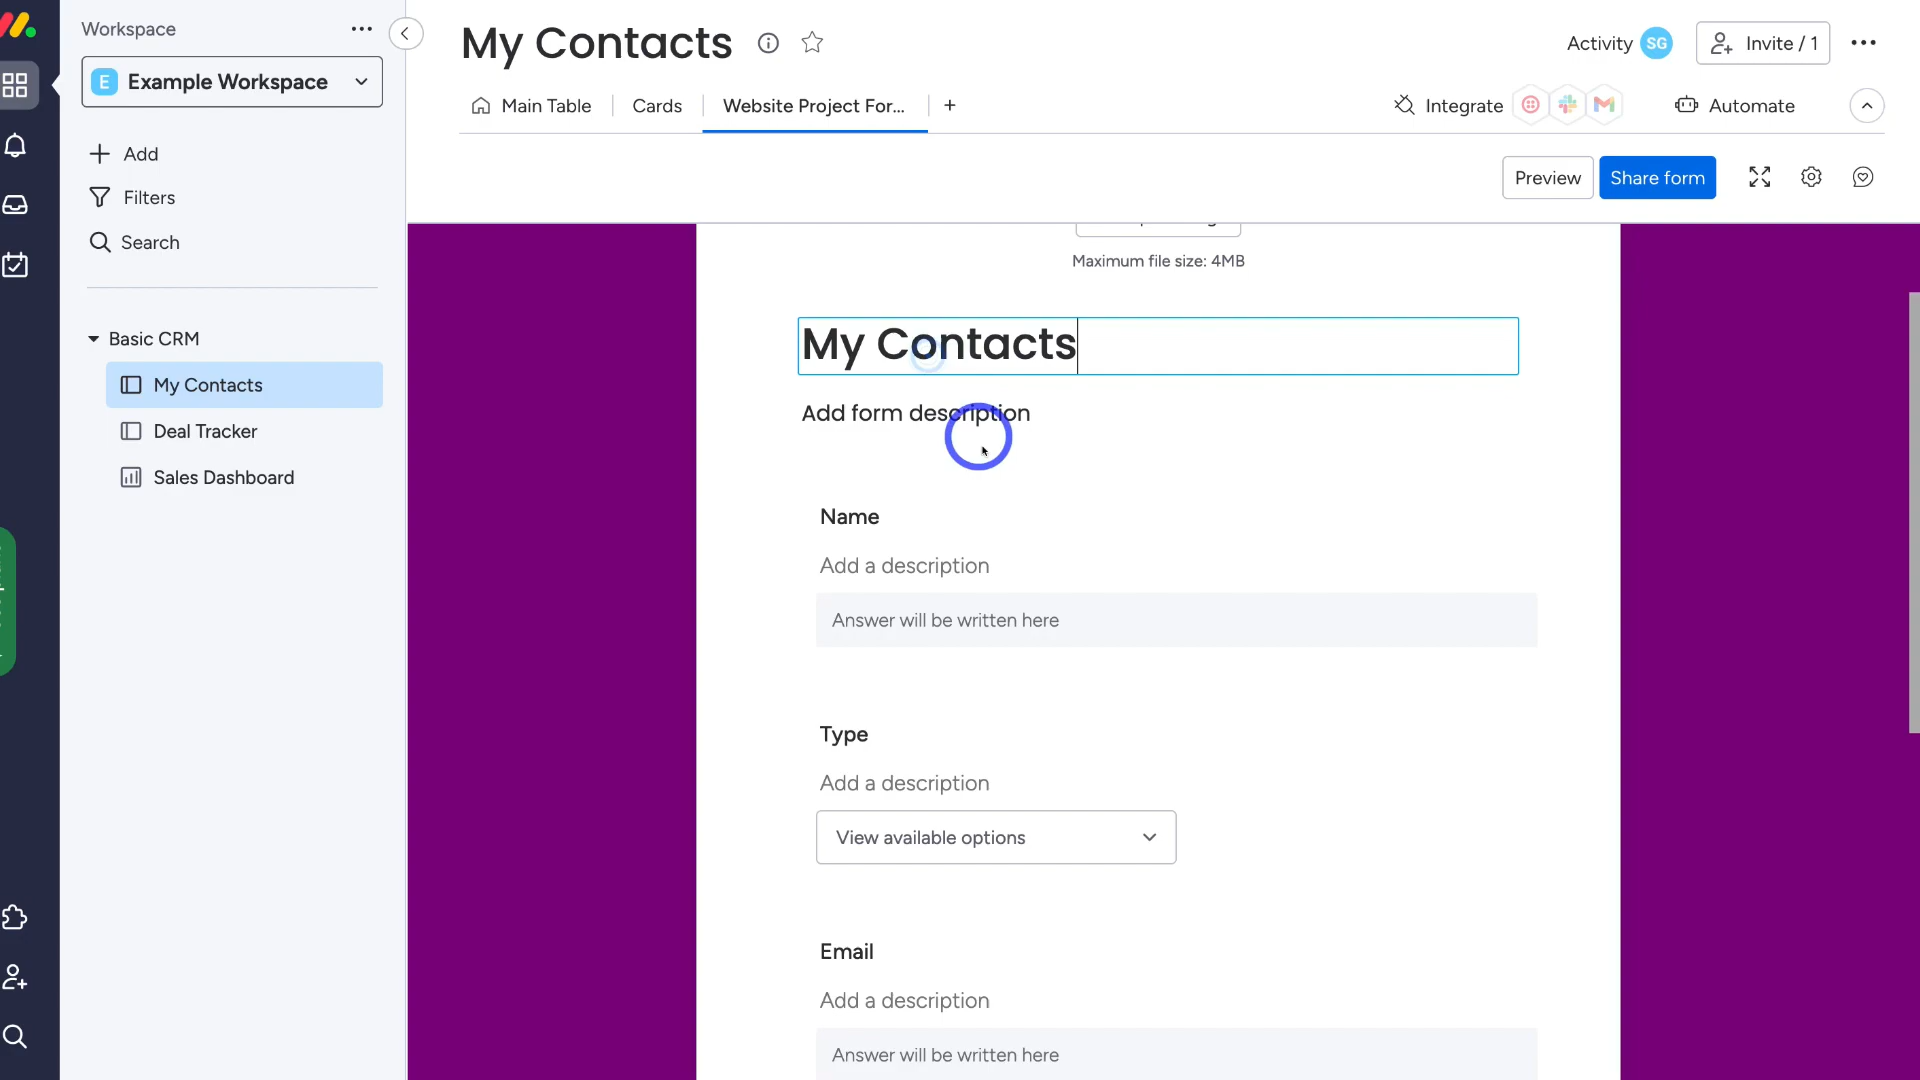 Workspace
E Example Workspace
Add
Filters
Search
Basic CRM
My Contacts
Deal Tracker
Sales Dashboard
My Contacts
Activity SG
Invite / 1
Main Table
Cards
Website Project For...
Integrate
Automate
Preview
Share form
Maximum file size: 4MB
My Contacts
Add form description
Name
Add a description
Answer will be written here
Type
Add a description
View available options
Email
Add a description
Answer will be written here